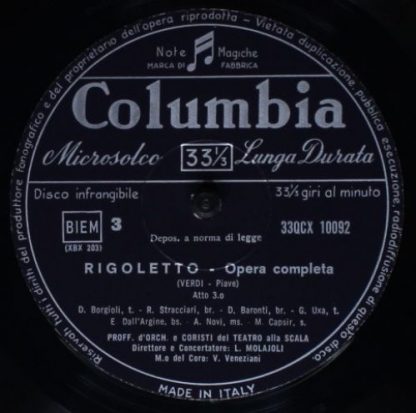 Riservati tutti i diritti del produttore fonografico e del proprietario dell'opera riprodotta - Vietata duplicazione, pubblica esecuzione, radiodiffusione di questo disco.
Note Magiche
MARCA DI FABBRICA
Columbia
Microsolco 33⅓ Lunga Durata
Disco infrangibile 33⅓ giri al minuto
BIEM 3 33QCX 10092
(XBX 203)
Depos. a norma di legge
RIGOLETTO - Opera completa
(VERDI - Piave)
Atto 3.o
D. Borgioli, t. - R. Stracciari, br. - D. Baronti, br. - G. Uxa, t.
E Dall'Argine, bs. - A. Novi, ms. - M. Capsir, s.
PROFF. d'ORCH. e CORISTI del TEATRO alla SCALA
Direttore e Concertatore: L. MOLAJOLI
M.o del Coro: V. Veneziani
MADE IN ITALY